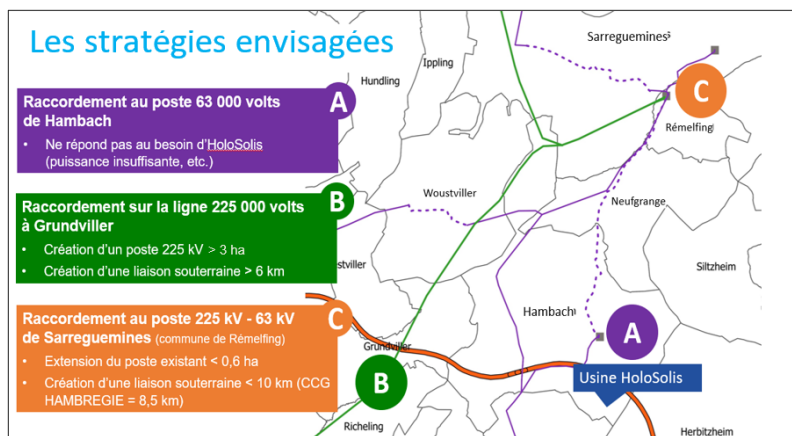 Les stratégies envisagées
A
Raccordement au poste 63 000 volts
de Hambach
• Ne répond pas au besoin d'HoloSolis
(puissance insuffisante, etc.)
B
Raccordement sur la ligne 225 000 volts
à Grundviller
• Création d'un poste 225 kV > 3 ha
• Création d'une liaison souterraine > 6 km
C
Raccordement au poste 225 kV - 63 kV
de Sarreguemines (commune de Rémelfing)
• Extension du poste existant < 0,6 ha
• Création d'une liaison souterraine < 10 km (CCG
HAMBREGIE = 8,5 km)
Sarreguemines
Ippling
Hundling
C
Rémelfing
Woustviller
Neufgrange
Siltzheim
Hambach
A
Grundviller
B
Usine HoloSolis
Richeling
Herbitzheim